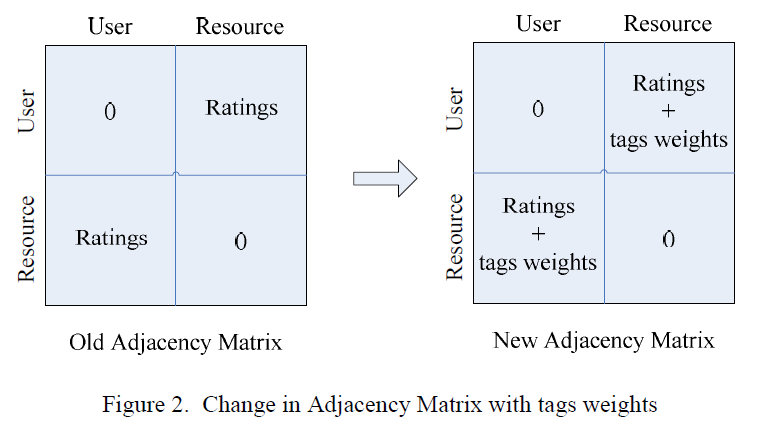 User Resource
User
0
Ratings
Resource
Ratings
0
Old Adjacency Matrix
User Resource
User
0
Ratings
+
tags weights
Resource
Ratings
+
tags weights
0
New Adjacency Matrix
Figure 2. Change in Adjacency Matrix with tags weights